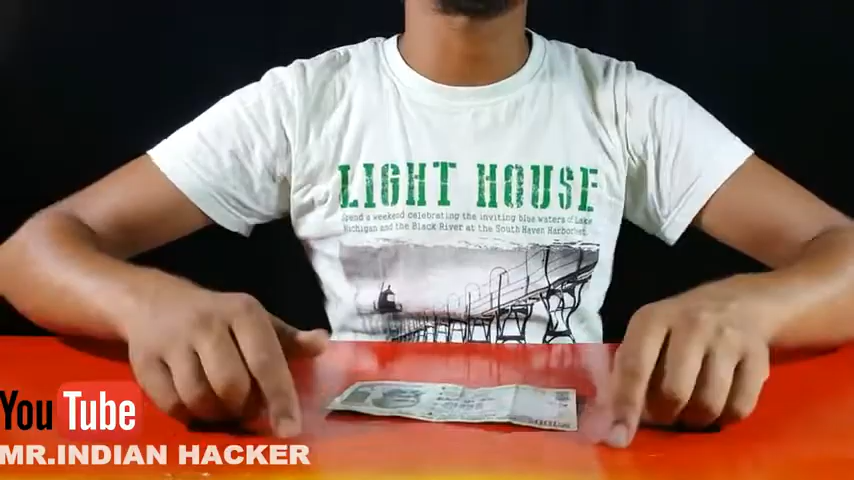 LIGHT HOUSE
Spend a weekend celebrating the inviting blue waters of Lake
Michigan and the Black River at the South Haven Harborfest.
YouTube
MR.INDIAN HACKER